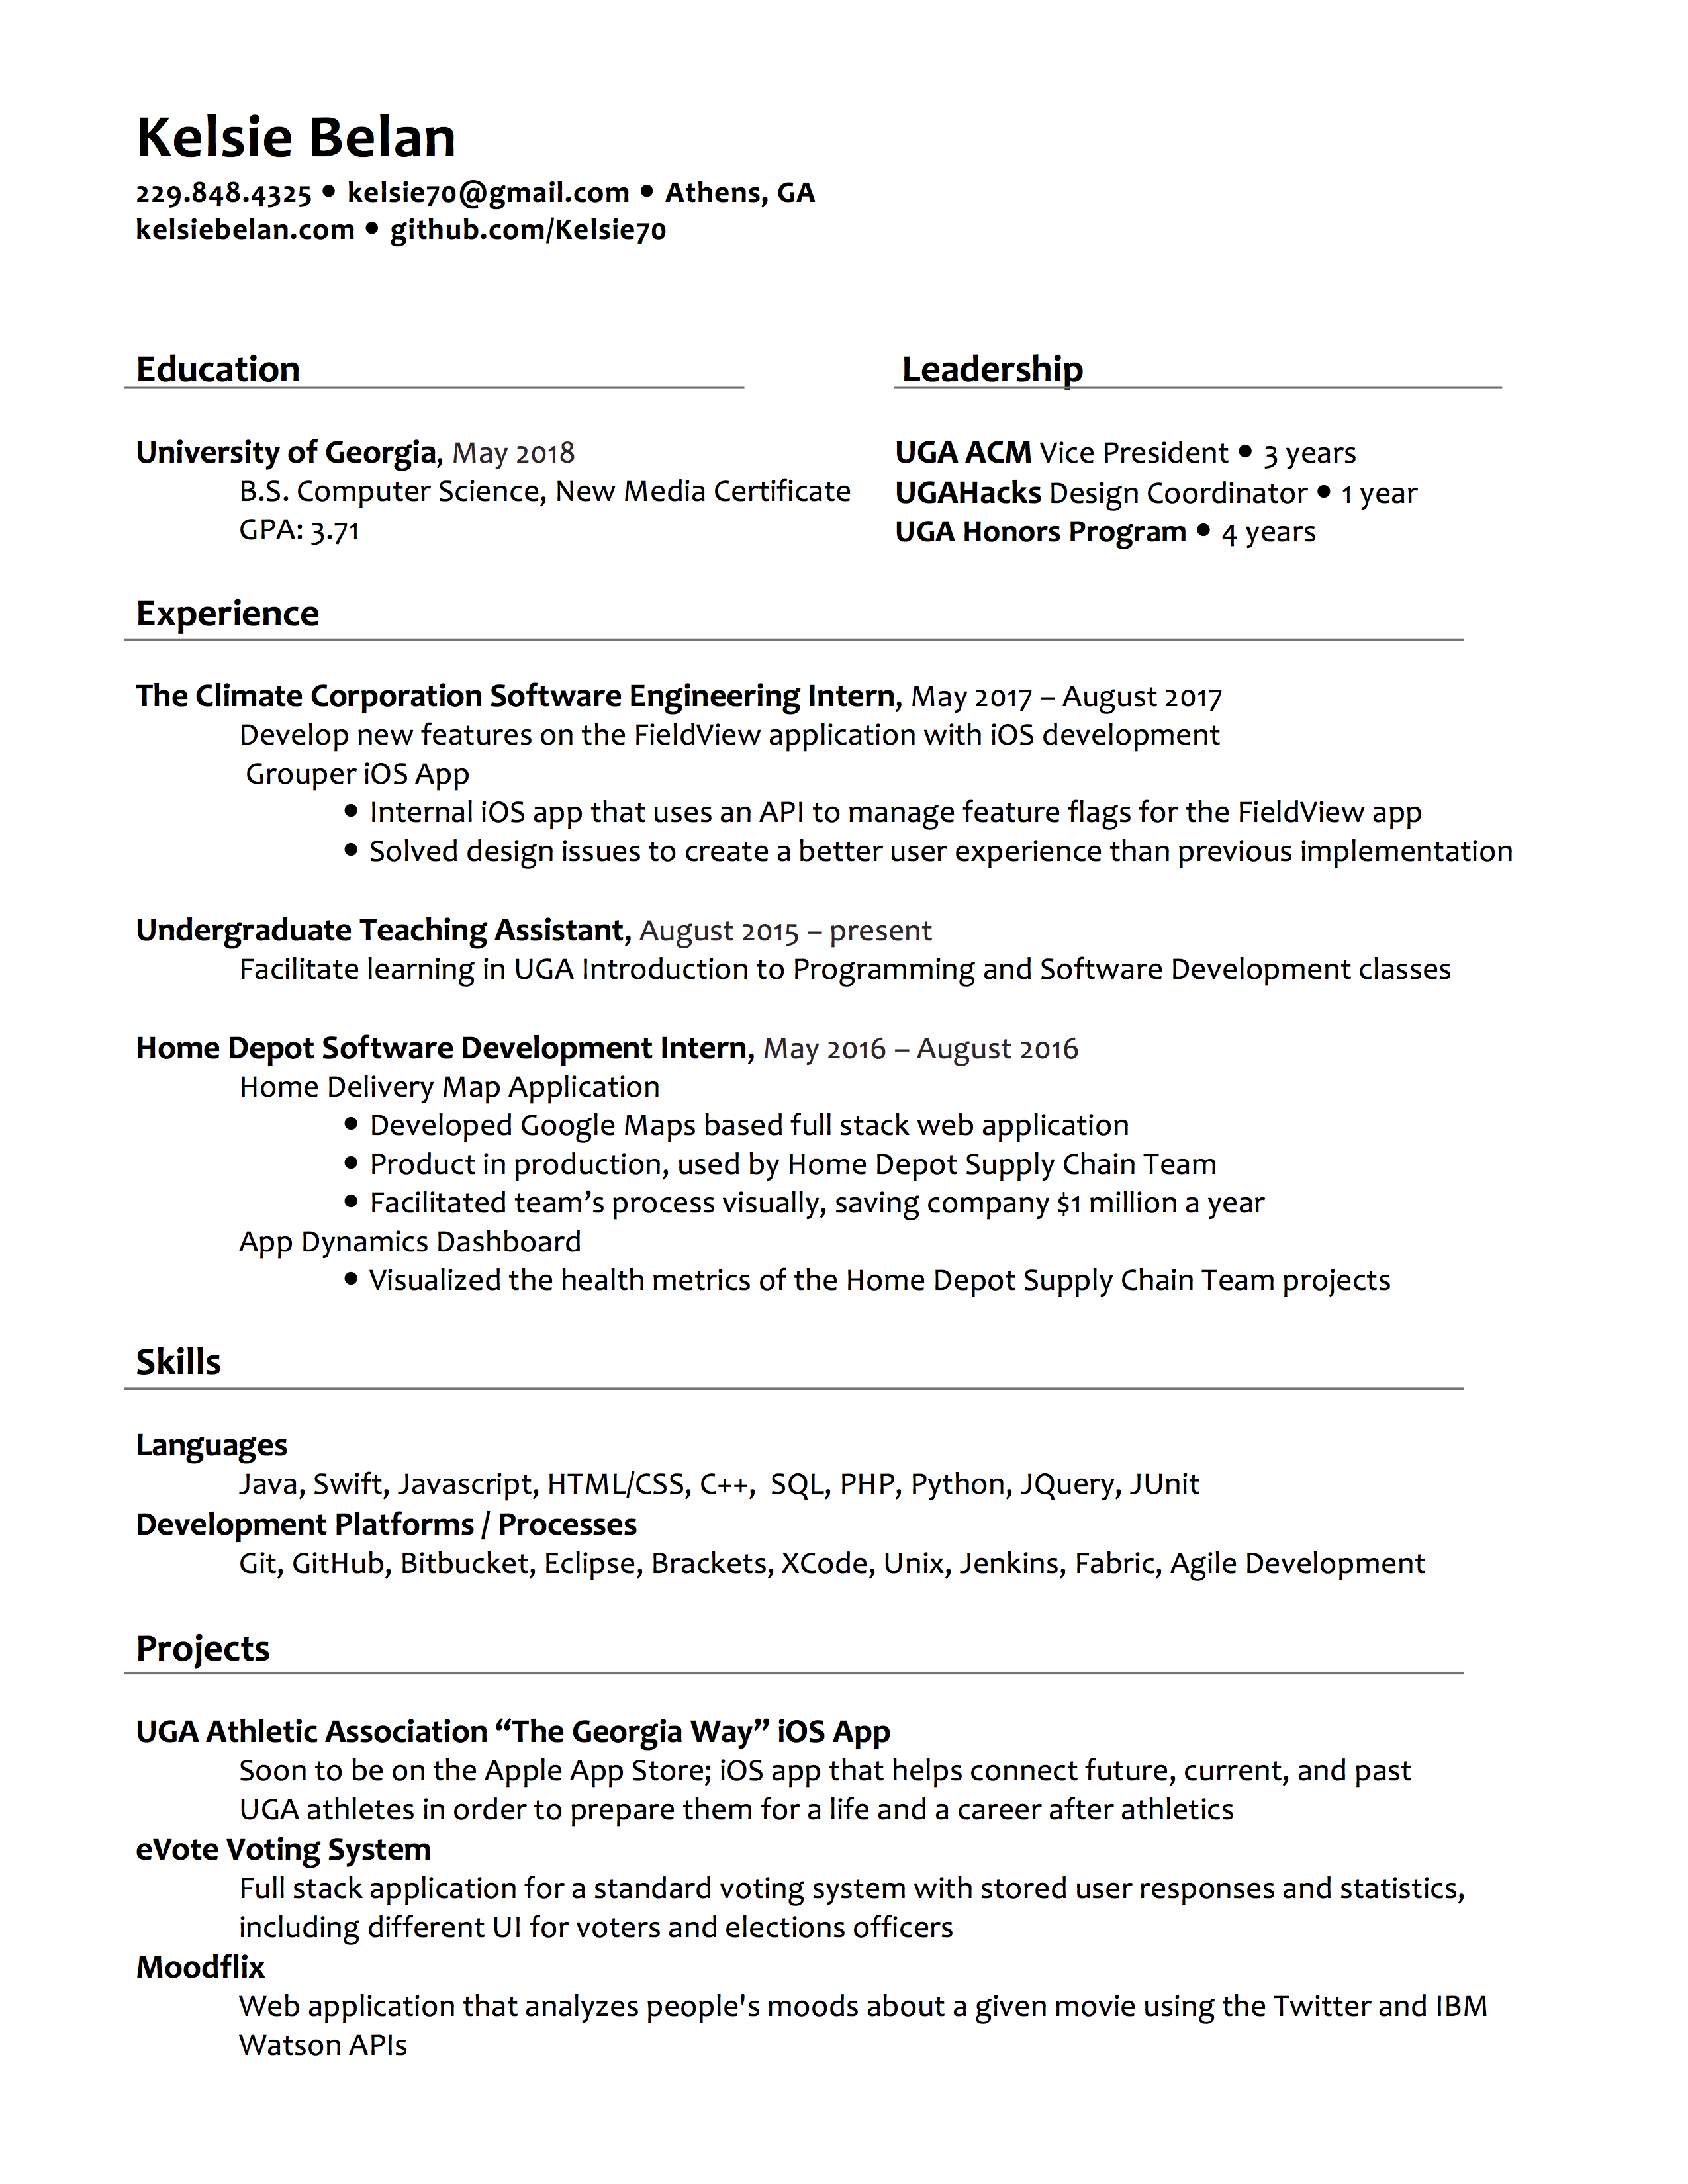 Kelsie Belan
229.848.4325 ● kelsie70@gmail.com ● Athens, GA
kelsiebelan.com ● github.com/Kelsie70
Education
University of Georgia, May 2018
B.S. Computer Science, New Media Certificate
GPA: 3.71
Leadership
UGA ACM Vice President ● 3 years
UGAHacks Design Coordinator ● 1 year
UGA Honors Program ● 4 years
Experience
The Climate Corporation Software Engineering Intern, May 2017 – August 2017
Develop new features on the FieldView application with iOS development
Grouper iOS App
● Internal iOS app that uses an API to manage feature flags for the FieldView app
● Solved design issues to create a better user experience than previous implementation
Undergraduate Teaching Assistant, August 2015 – present
Facilitate learning in UGA Introduction to Programming and Software Development classes
Home Depot Software Development Intern, May 2016 – August 2016
Home Delivery Map Application
● Developed Google Maps based full stack web application
● Product in production, used by Home Depot Supply Chain Team
● Facilitated team’s process visually, saving company $1 million a year
App Dynamics Dashboard
● Visualized the health metrics of the Home Depot Supply Chain Team projects
Skills
Languages
Java, Swift, Javascript, HTML/CSS, C++,  SQL, PHP, Python, JQuery, JUnit
Development Platforms / Processes
Git, GitHub, Bitbucket, Eclipse, Brackets, XCode, Unix, Jenkins, Fabric, Agile Development
Projects
UGA Athletic Association “The Georgia Way” iOS App
Soon to be on the Apple App Store; iOS app that helps connect future, current, and past
UGA athletes in order to prepare them for a life and a career after athletics
eVote Voting System
Full stack application for a standard voting system with stored user responses and statistics,
including different UI for voters and elections officers
Moodflix
Web application that analyzes people's moods about a given movie using the Twitter and IBM
Watson APIs